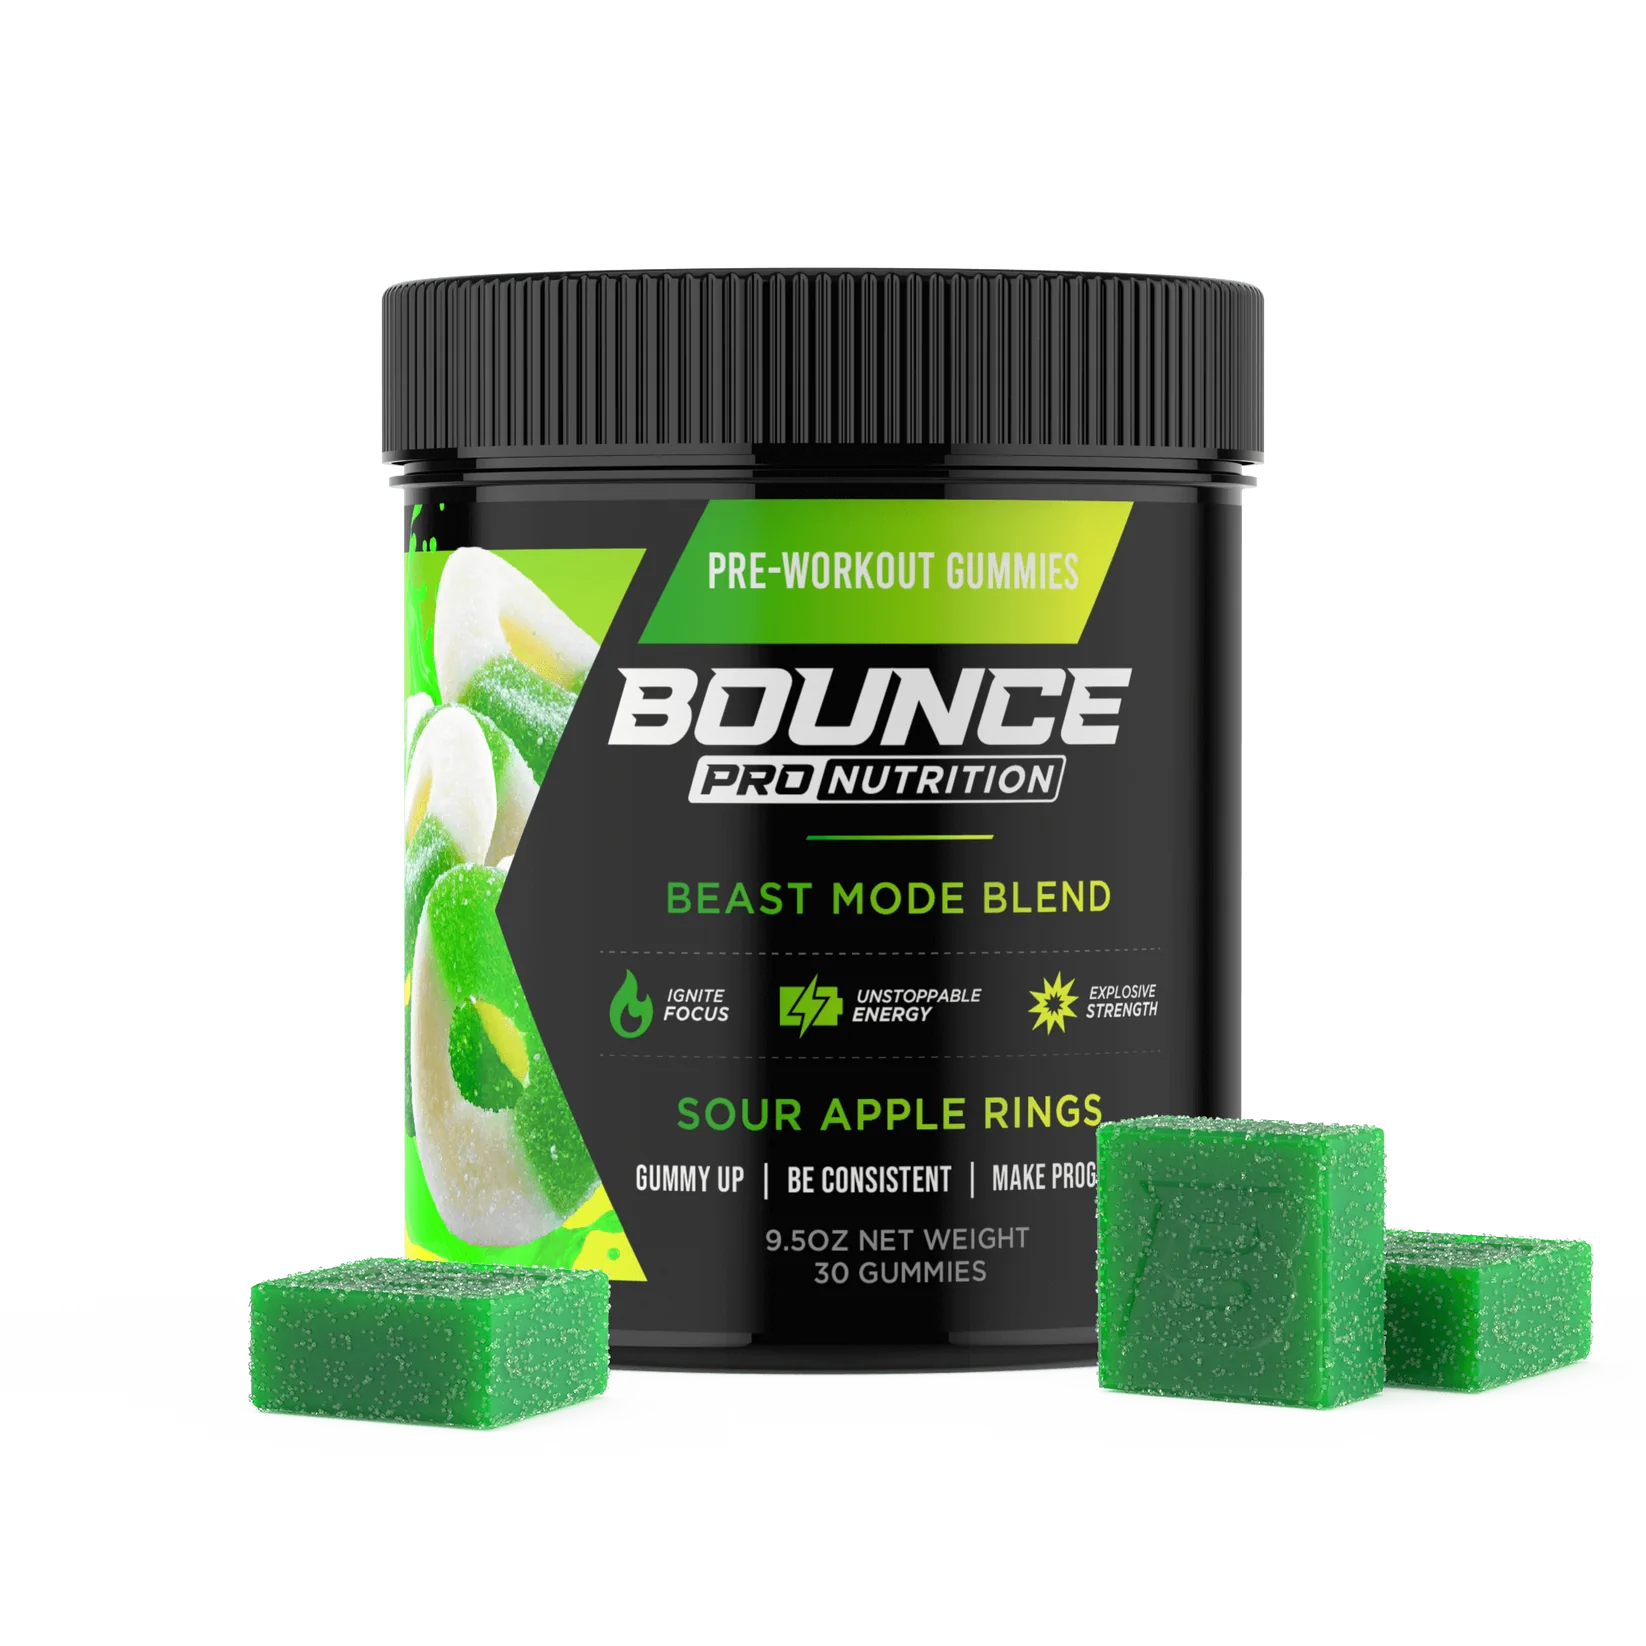 PRE-WORKOUT GUMMIES
BOUNCE
PRO NUTRITION
BEAST MODE BLEND
IGNITE
FOCUS
UNSTOPPABLE
ENERGY
EXPLOSIVE
STRENGTH
SOUR APPLE RINGS
GUMMY UP | BE CONSISTENT | MAKE PROG
9.5OZ NET WEIGHT
30 GUMMIES
B